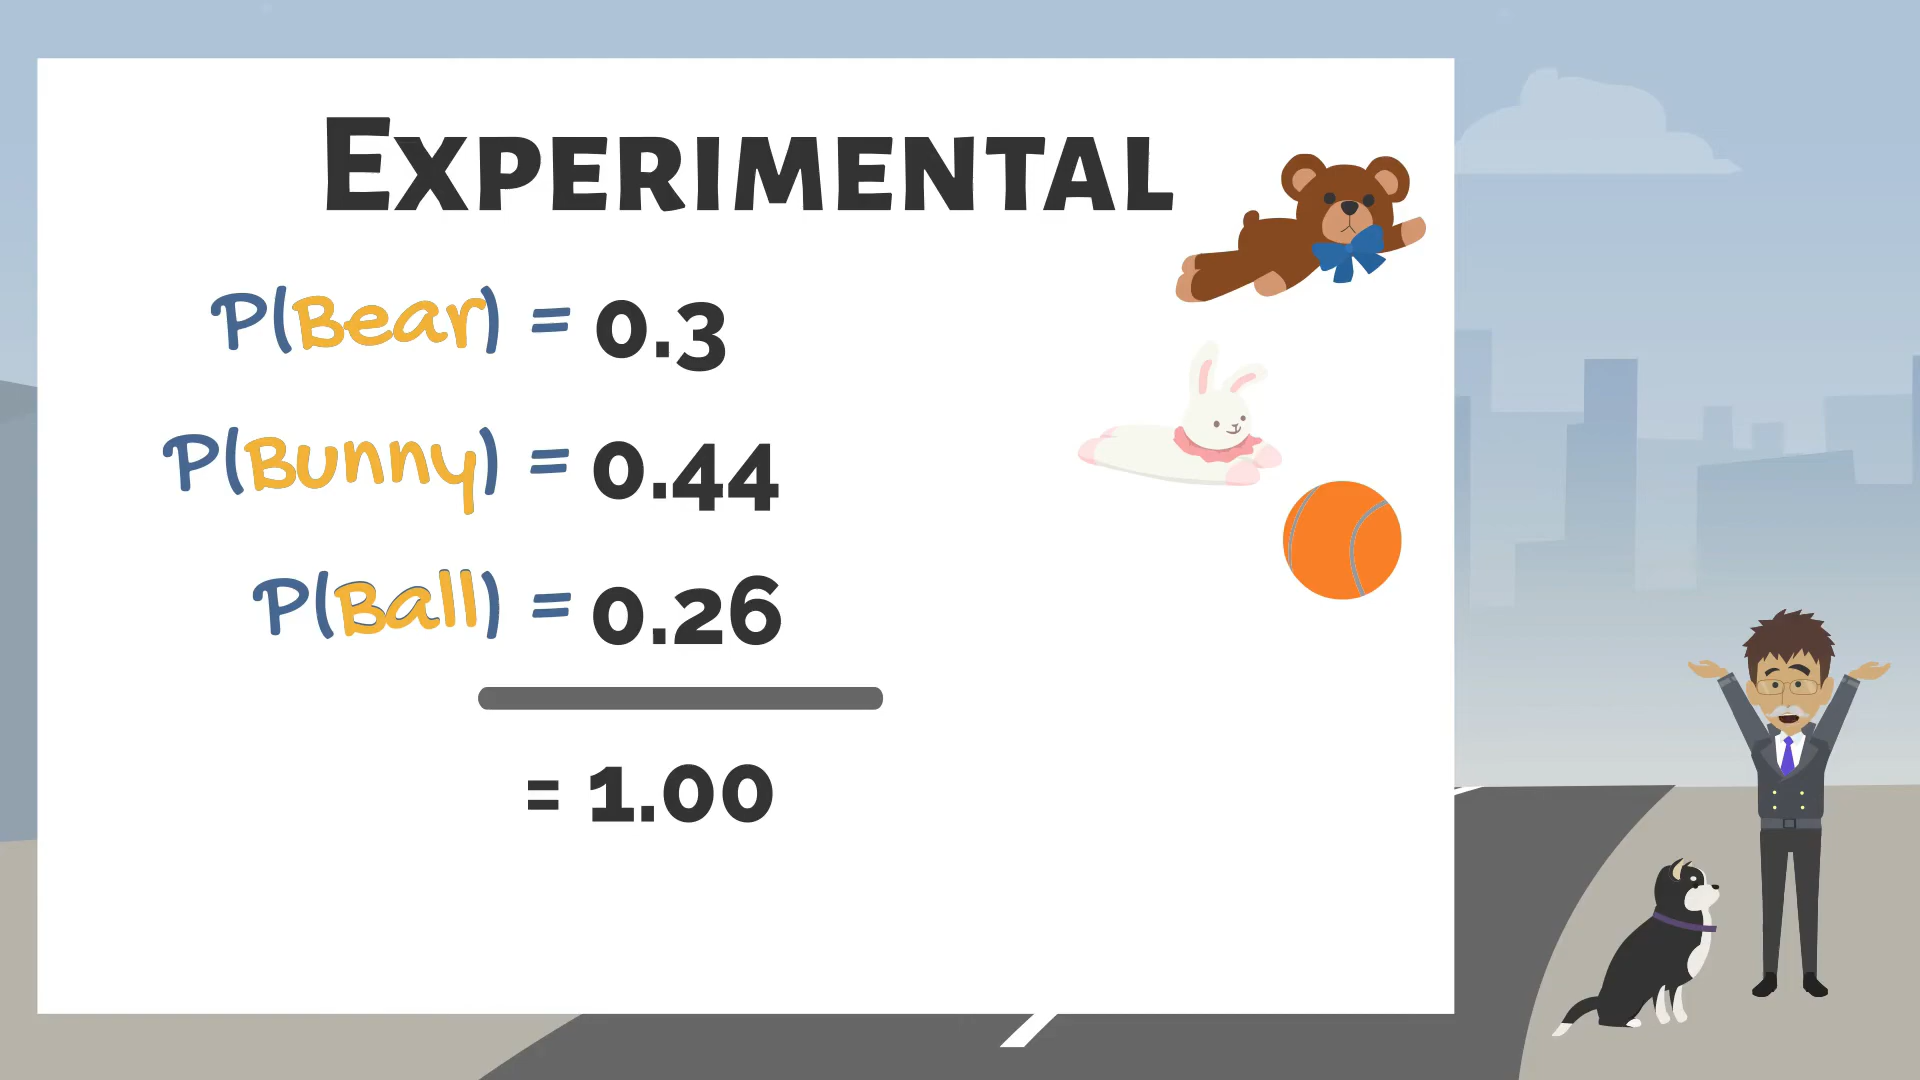 EXPERIMENTAL
P(Bear) = 0.3
P(Bunny) = 0.44
P(Ball) = 0.26
= 1.00